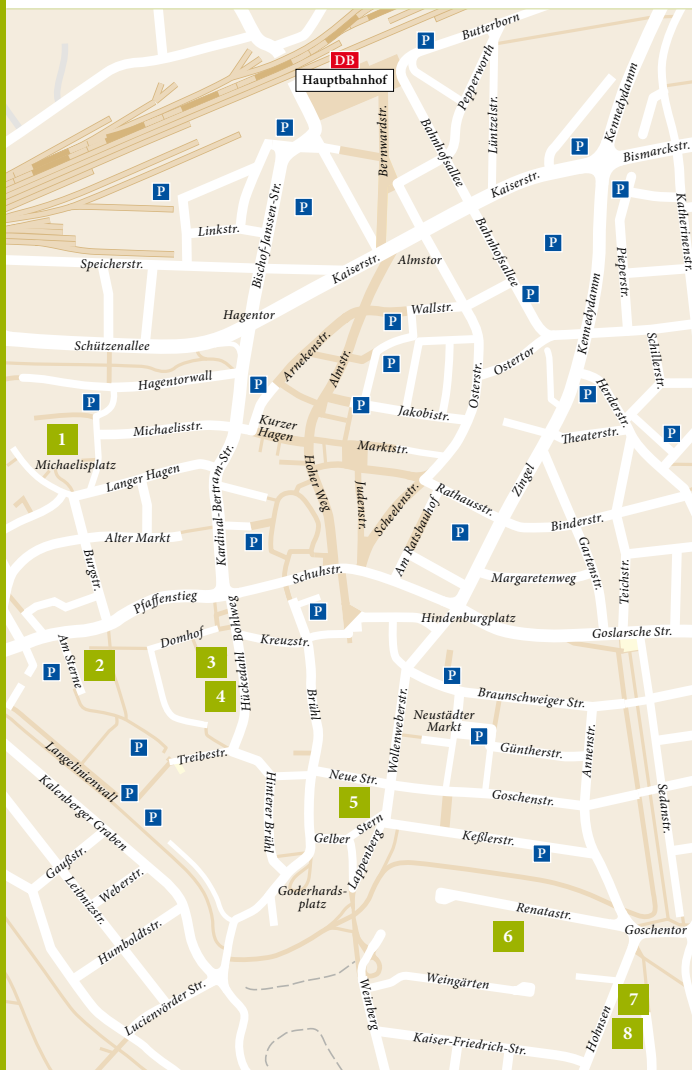 Butterborn
P
DB
Hauptbahnhof
Pepperworth
Lüntzelstr.
Kennedydamm
Bernwardstr.
Bahnhofsallee
P
P
Bismarckstr.
P
P
Kaiserstr.
P
Katherinenstr.
Linkstr.
Bischof-Janssen-Str.
Bahnhofsallee
P
Pieperstr.
Speicherstr.
Kaiserstr.
Almstor
P
Kennedydamm
Hagentor
Wallstr.
P
Schützenallee
Arnekenstr.
Almstr.
P
Osterstr.
Ostertor
Schillerstr.
Hagentorwall
P
P
P
Jakobistr.
P
Herderstr.
1
Michaelisstr.
Kurzer
Hagen
Marktstr.
Theaterstr.
P
Michaelisplatz
Langer Hagen
Kardinal-Bertram-Str.
Hoher Weg
Judenstr.
Scheelenstr.
Rathausstr.
Zingel
Am Ratsbauhof
Binderstr.
Alter Markt
P
P
Burgstr.
Gartenstr.
Teichstr.
Schuhstr.
Margaretenweg
Pfaffenstieg
Bohlweg
P
Hindenburgplatz
Goslarsche Str.
Am Steine
Domhof
Kreuzstr.
P
2
3
4
Hückedahl
Brühl
P
Braunschweiger Str.
Wollenweberstr.
Neustädter
Markt
P
Güntherstr.
Annenstr.
Langelinienwall
P
Treibestr.
Hinterer Brühl
Neue Str.
Goschenstr.
Sedanstr.
P
P
Kalenberger Graben
5
Gelber
Stern
Keßlerstr.
P
Lappenberg
Gaußstr.
Weberstr.
Leibnizstr.
Goderhards-
platz
Renatastr.
Humboldtstr.
6
Goschentor
Lucienvörder Str.
Weinberg
Weingärten
7
Hohnsen
8
Kaiser-Friedrich-Str.